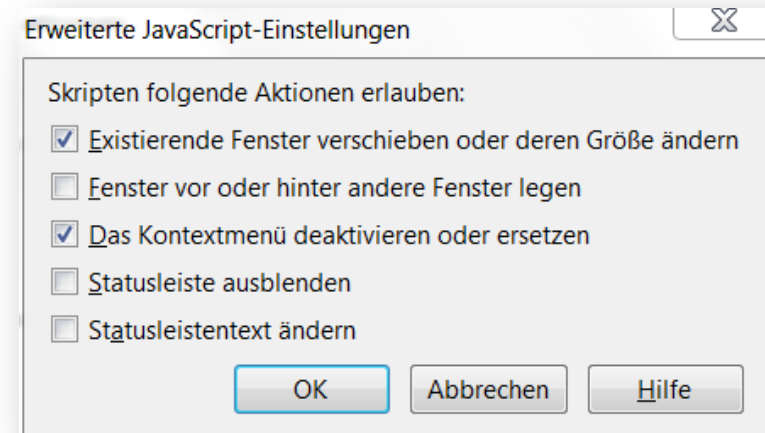 Erweiterte JavaScript-Einstellungen
Skripten folgende Aktionen erlauben:
Existierende Fenster verschieben oder deren Größe ändern
Fenster vor oder hinter andere Fenster legen
Das Kontextmenü deaktivieren oder ersetzen
Statusleiste ausblenden
Statusleistentext ändern
OK Abbrechen Hilfe